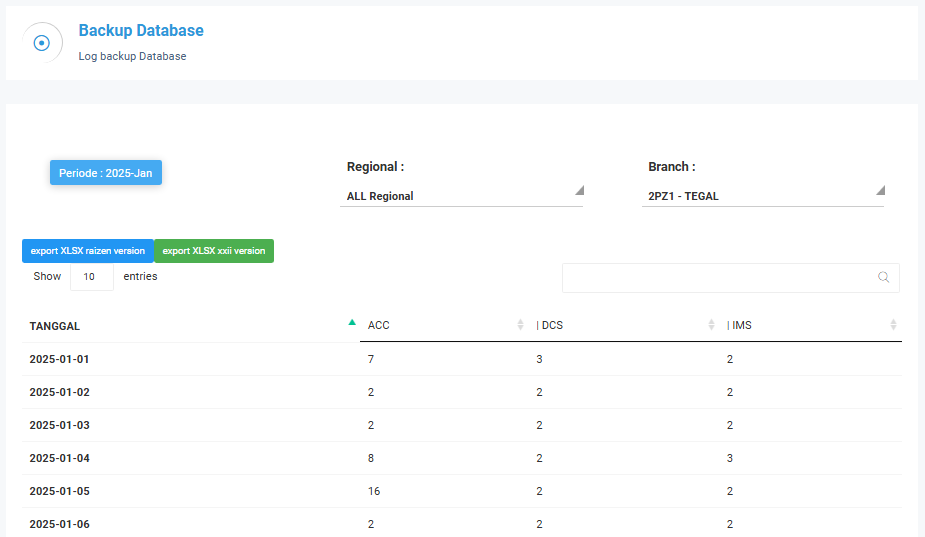 Backup Database
Log backup Database
Regional :
Branch :
Periode : 2025-Jan
ALL Regional
2PZ1 - TEGAL
export XLSX raizen version export XLSX xxii version
Show 10 entries
TANGGAL ACC | DCS | IMS
2025-01-01 7 3 2
2025-01-02 2 2 2
2025-01-03 2 2 2
2025-01-04 8 2 3
2025-01-05 16 2 2
2025-01-06 2 2 2